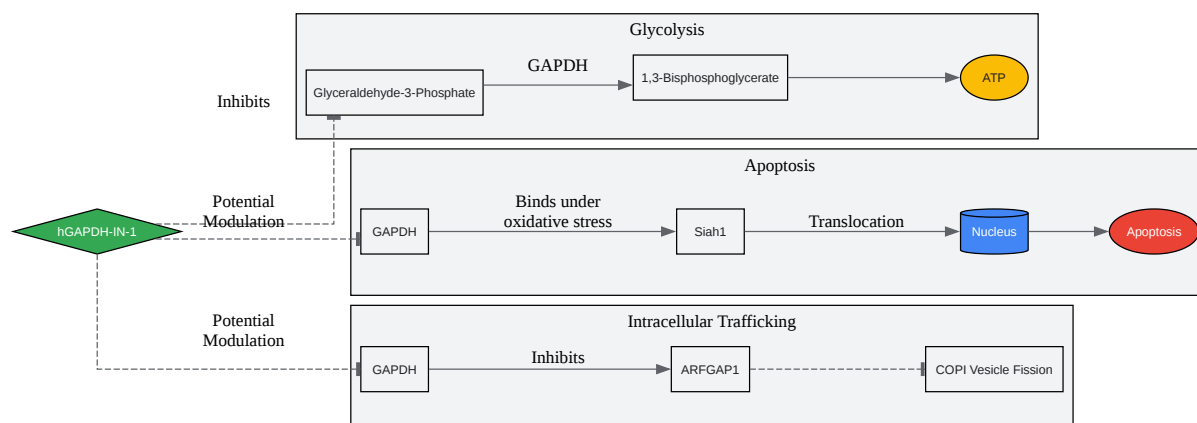 Glycolysis
GAPDH
Glyceraldehyde-3-Phosphate
1,3-Bisphosphoglycerate
ATP
Inhibits
Apoptosis
Potential
Modulation
hGAPDH-IN-1
GAPDH
Binds under
oxidative stress
Siah1
Translocation
Nucleus
Apoptosis
Intracellular Trafficking
Potential
Modulation
GAPDH
Inhibits
ARFGAP1
COPI Vesicle Fission